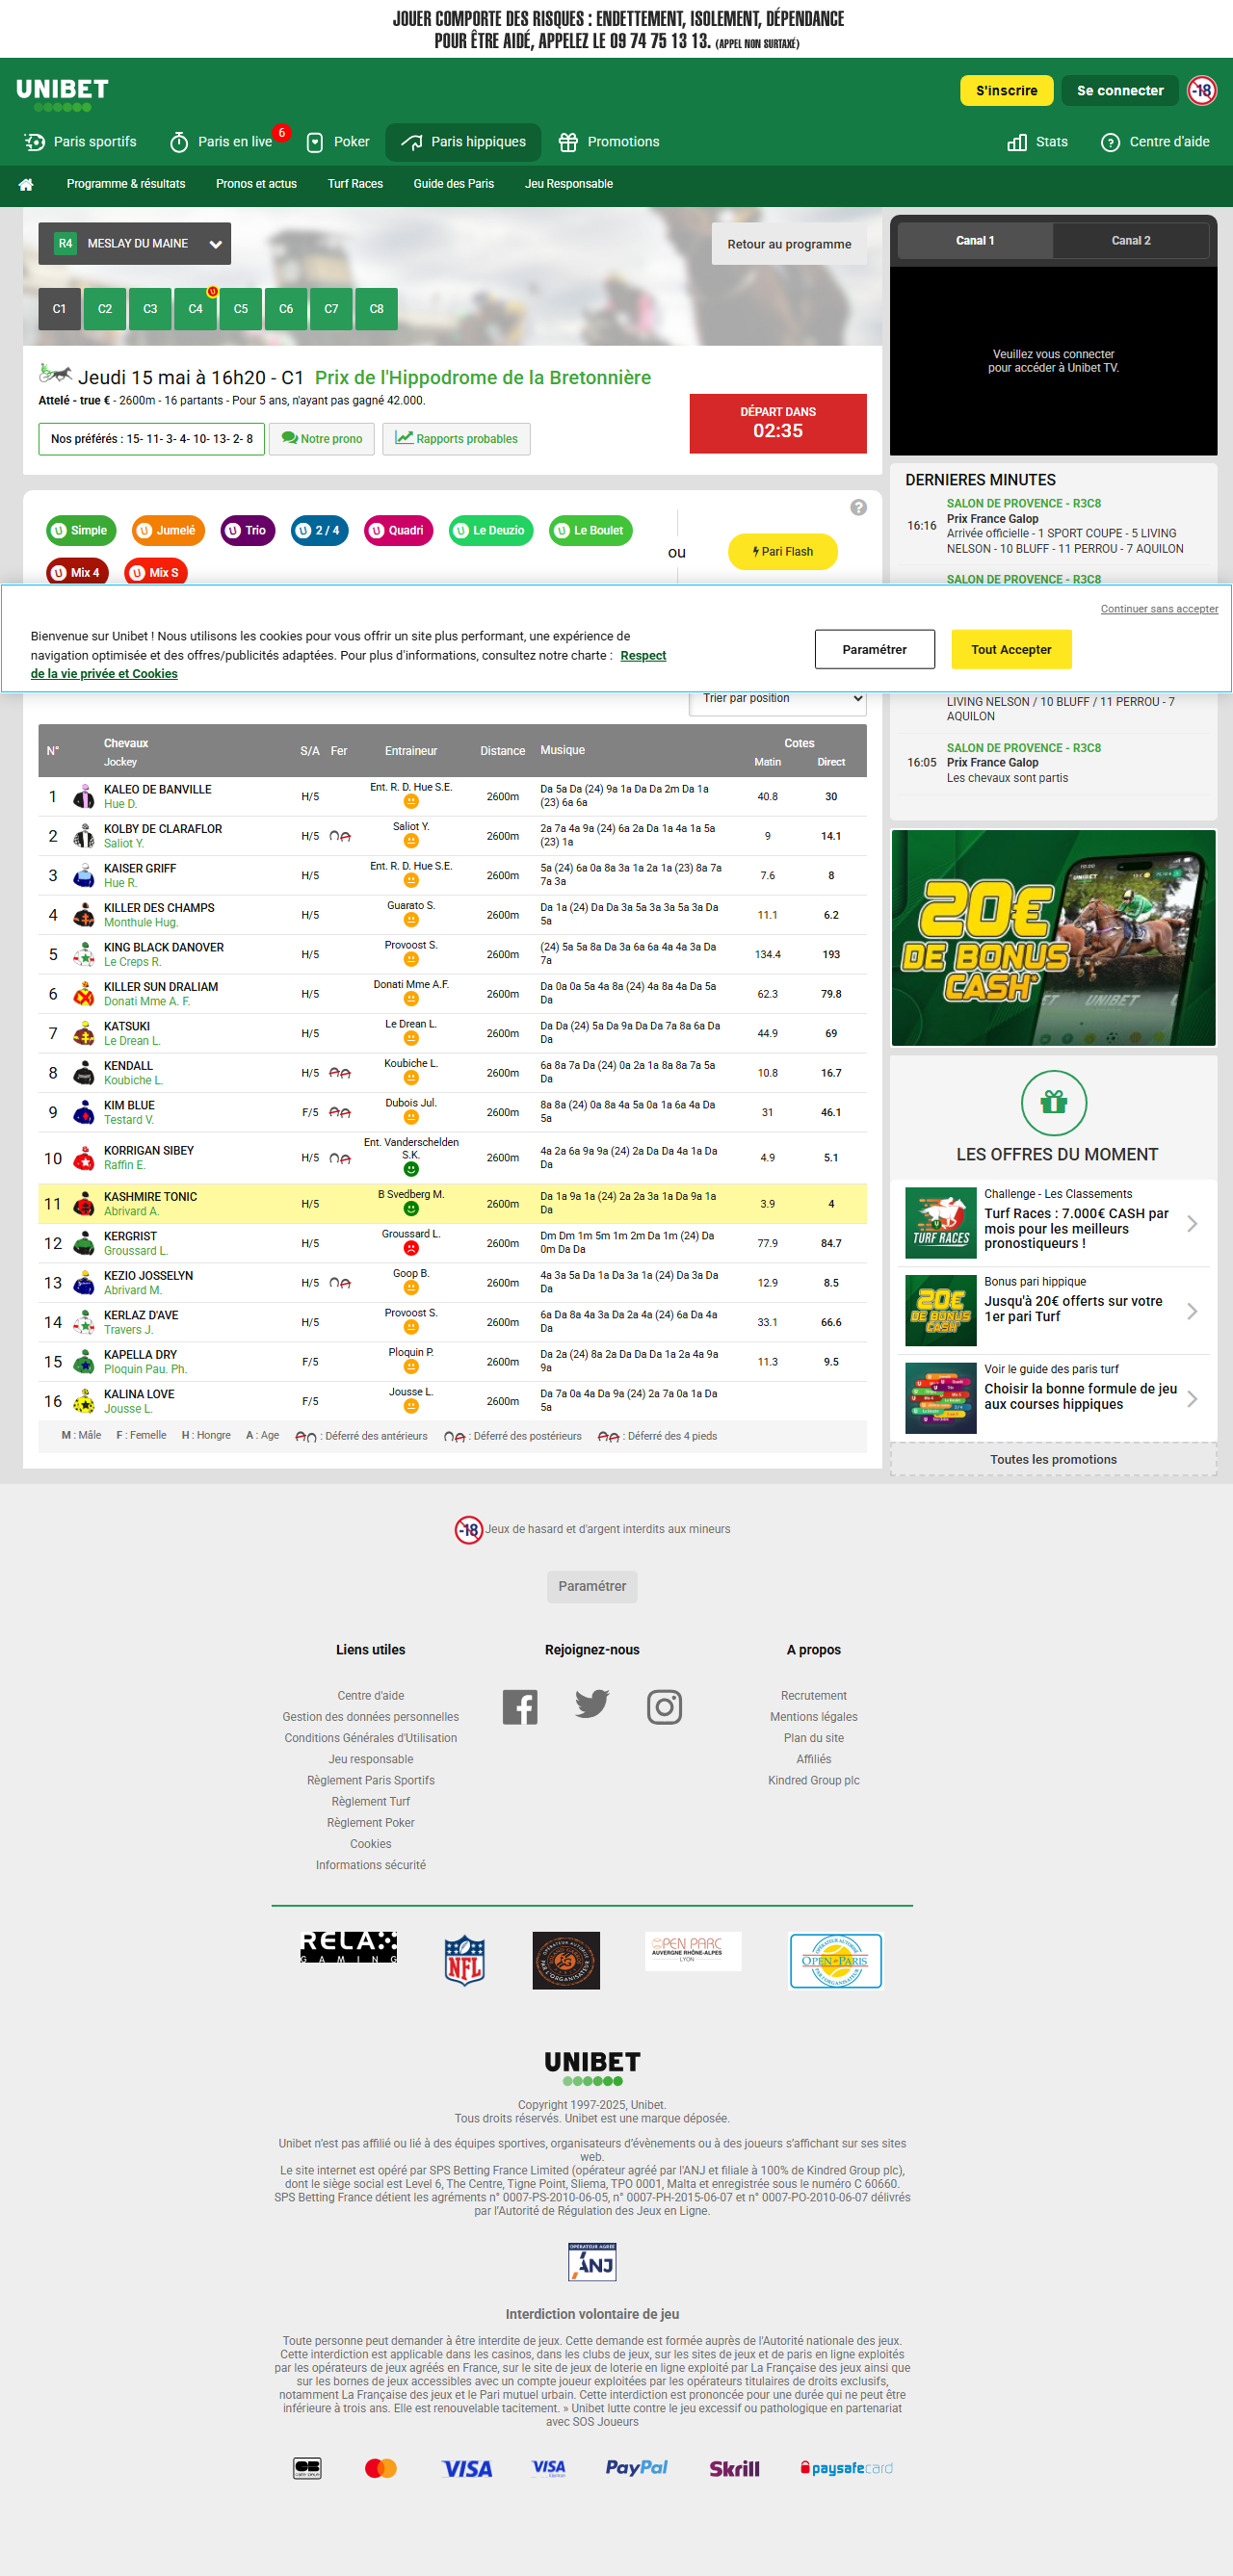 JOUER COMPORTE DES RISQUES : ENDETTEMENT, ISOLEMENT, DÉPENDANCE
POUR ÊTRE AIDÉ, APPELEZ LE 09 74 75 13 13. (APPEL NON SURTAXÉ)
UNIBET
S'inscrire
Se connecter
-18
Paris sportifs
Paris en live
6
Poker
Paris hippiques
Promotions
Stats
Centre d'aide
Programme & résultats
Pronos et actus
Turf Races
Guide des Paris
Jeu Responsable
R4 MESLAY DU MAINE
Retour au programme
C1 C2 C3 C4 C5 C6 C7 C8
Jeudi 15 mai à 16h20 - C1 Prix de l'Hippodrome de la Bretonnière
Attelé - true € - 2600m - 16 partants - Pour 5 ans, n'ayant pas gagné 42.000.
DÉPART DANS
02:35
Nos préférés : 15- 11- 3- 4- 10- 13- 2- 8
Notre prono
Rapports probables
Simple
Jumelé
Trio
2 / 4
Quadri
Le Deuzio
Le Boulet
Mix 4
Mix S
ou
Pari Flash
Canal 1
Canal 2
Veuillez vous connecter
pour accéder à Unibet TV.
DERNIERES MINUTES
SALON DE PROVENCE - R3C8
16:16
Prix France Galop
Arrivée officielle - 1 SPORT COUPE - 5 LIVING
NELSON - 10 BLUFF - 11 PERROU - 7 AQUILON
SALON DE PROVENCE - R3C8
Continuer sans accepter
Bienvenue sur Unibet ! Nous utilisons les cookies pour vous offrir un site plus performant, une expérience de
navigation optimisée et des offres/publicités adaptées. Pour plus d'informations, consultez notre charte : Respect
de la vie privée et Cookies
Paramétrer
Tout Accepter
LIVING NELSON / 10 BLUFF / 11 PERROU - 7
AQUILON
SALON DE PROVENCE - R3C8
16:05
Prix France Galop
Les chevaux sont partis
Trier par position
N° Chevaux Jockey S/A Fer Entraineur Distance Musique Cotes Matin Direct
1 KALEO DE BANVILLE Hue D. H/5 Ent. R. D. Hue S.E. 2600m Da 5a Da (24) 9a 1a Da Da 2m Da 1a (23) 6a 6a 40.8 30
2 KOLBY DE CLARAFLOR Saliot Y. H/5 Saliot Y. 2600m 2a 7a 4a 9a (24) 6a 2a Da 1a 4a 1a 5a (23) 1a 9 14.1
3 KAISER GRIFF Hue R. H/5 Ent. R. D. Hue S.E. 2600m 5a (24) 6a 0a 8a 3a 1a 2a 1a (23) 8a 7a 7a 3a 7.6 8
4 KILLER DES CHAMPS Monthule Hug. H/5 Guarato S. 2600m Da 1a (24) Da Da 3a 5a 3a 3a 5a 3a Da 5a 11.1 6.2
5 KING BLACK DANOVER Le Creps R. H/5 Provoost S. 2600m (24) 5a 5a 8a Da 3a 6a 6a 4a 4a 3a Da 7a 134.4 193
6 KILLER SUN DRALIAM Donati Mme A. F. H/5 Donati Mme A.F. 2600m Da 0a 0a 5a 4a 8a (24) 4a 8a 4a Da 5a Da 62.3 79.8
7 KATSUKI Le Drean L. H/5 Le Drean L. 2600m Da Da (24) 5a Da 9a Da Da 7a 8a 6a Da Da 44.9 69
8 KENDALL Koubiche L. H/5 Koubiche L. 2600m 6a 8a 7a Da (24) 0a 2a 1a 8a 8a 7a 5a Da 10.8 16.7
9 KIM BLUE Testard V. F/5 Dubois Jul. 2600m 8a 8a (24) 0a 8a 4a 5a 0a 1a 6a 4a Da 5a 31 46.1
10 KORRIGAN SIBEY Raffin E. H/5 Ent. Vanderschelden S.K. 2600m 4a 2a 6a 9a 9a (24) 2a Da Da 4a 1a Da Da 4.9 5.1
11 KASHMIRE TONIC Abrivard A. H/5 B Svedberg M. 2600m Da 1a 9a 1a (24) 2a 2a 3a 1a Da 9a 1a Da 3.9 4
12 KERGRIST Groussard L. H/5 Groussard L. 2600m Dm Dm 1m 5m 1m 2m Da 1m (24) Da 0m Da Da 77.9 84.7
13 KEZIO JOSSELYN Abrivard M. H/5 Goop B. 2600m 4a 3a 5a Da 1a Da 3a 1a (24) Da 3a Da Da 12.9 8.5
14 KERLAZ D'AVE Travers J. H/5 Provoost S. 2600m 6a Da 8a 4a 3a Da 2a 4a (24) 6a Da 4a Da 33.1 66.6
15 KAPELLA DRY Ploquin Pau. Ph. F/5 Ploquin P. 2600m Da 2a (24) 8a 2a Da Da Da 1a 2a 4a 9a 9a 11.3 9.5
16 KALINA LOVE Jousse L. F/5 Jousse L. 2600m Da 7a 0a 4a Da 9a (24) 2a 7a 0a 1a Da 5a
M : Mâle F : Femelle H : Hongre A : Age : Déferré des antérieurs : Déferré des postérieurs : Déferré des 4 pieds
20€
DE BONUS
CASH*
UNIBET
LES OFFRES DU MOMENT
TURF RACES
Challenge - Les Classements
Turf Races : 7.000€ CASH par
mois pour les meilleurs
pronostiqueurs !
20€
DE BONUS
CASH*
Bonus pari hippique
Jusqu'à 20€ offerts sur votre
1er pari Turf
Voir le guide des paris turf
Choisir la bonne formule de jeu
aux courses hippiques
Toutes les promotions
-18 Jeux de hasard et d'argent interdits aux mineurs
Paramétrer
Liens utiles
Centre d'aide
Gestion des données personnelles
Conditions Générales d'Utilisation
Jeu responsable
Règlement Paris Sportifs
Règlement Turf
Règlement Poker
Cookies
Informations sécurité
Rejoignez-nous
A propos
Recrutement
Mentions légales
Plan du site
Affiliés
Kindred Group plc
RELAX
GAMING
NFL
OPEN PARC
AUVERGNE RHÔNE-ALPES
LYON
OPEN DE PARIS
UNIBET
Copyright 1997-2025, Unibet.
Tous droits réservés. Unibet est une marque déposée.
Unibet n'est pas affilié ou lié à des équipes sportives, organisateurs d'évènements ou à des joueurs s'affichant sur ses sites
web.
Le site internet est opéré par SPS Betting France Limited (opérateur agréé par l'ANJ et filiale à 100% de Kindred Group plc),
dont le siège social est Level 6, The Centre, Tigne Point, Sliema, TPO 0001, Malta et enregistrée sous le numéro C 60660.
SPS Betting France détient les agréments n° 0007-PS-2010-06-05, n° 0007-PH-2015-06-07 et n° 0007-PO-2010-06-07 délivrés
par l'Autorité de Régulation des Jeux en Ligne.
OPÉRATEUR AGRÉÉ
ANJ
Interdiction volontaire de jeu
Toute personne peut demander à être interdite de jeux. Cette demande est formée auprès de l'Autorité nationale des jeux.
Cette interdiction est applicable dans les casinos, dans les clubs de jeux, sur les sites de jeux et de paris en ligne exploités
par les opérateurs de jeux agréés en France, sur le site de jeux de loterie en ligne exploité par La Française des jeux ainsi que
sur les bornes de jeux accessibles avec un compte joueur exploitées par les opérateurs titulaires de droits exclusifs,
notamment La Française des jeux et le Pari mutuel urbain. Cette interdiction est prononcée pour une durée qui ne peut être
inférieure à trois ans. Elle est renouvelable tacitement. » Unibet lutte contre le jeu excessif ou pathologique en partenariat
avec SOS Joueurs
VISA
VISA
PayPal
Skrill
paysafecard